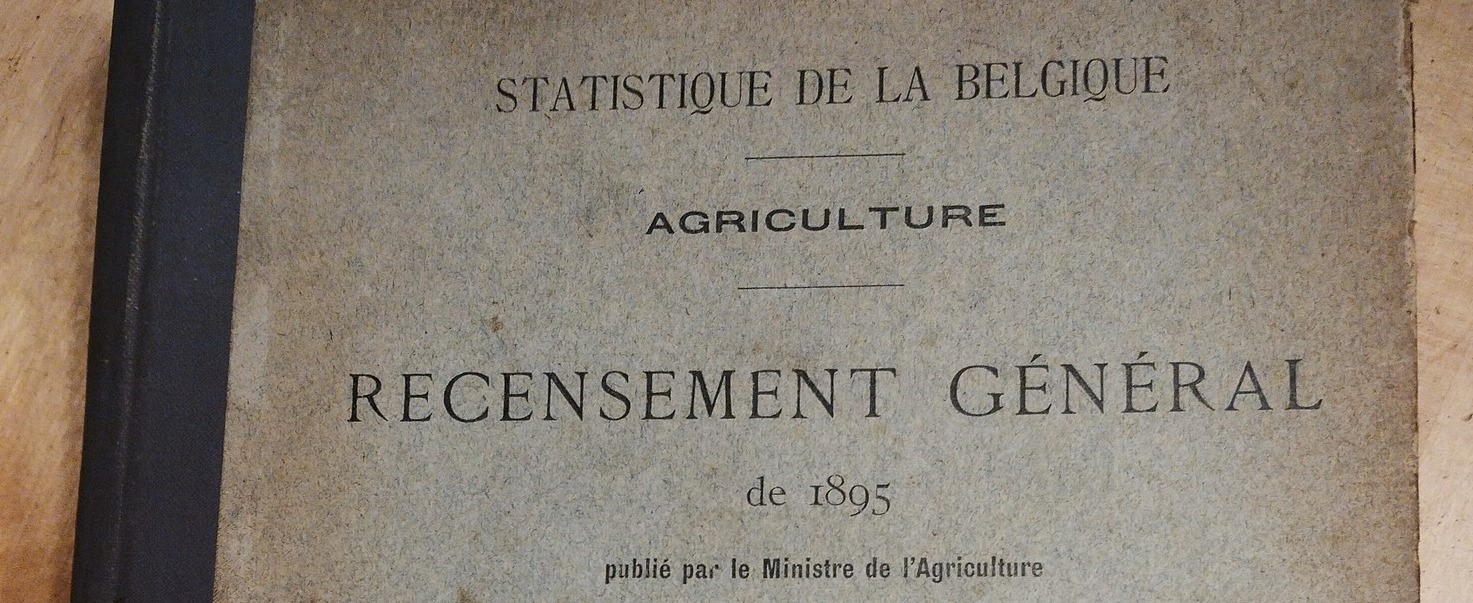 STATISTIQUE DE LA BELGIQUE
AGRICULTURE
RECENSEMENT GÉNÉRAL
de 1895
publié par le Ministre de l'Agriculture